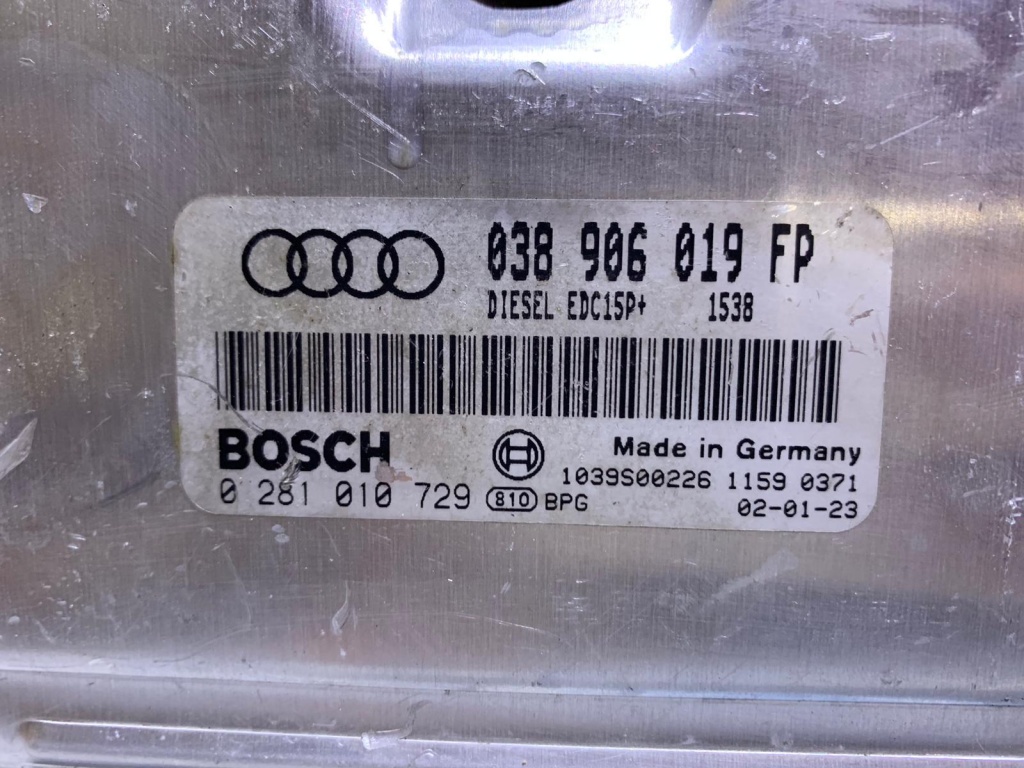 038 906 019 FP
DIESEL EDC15P+ 1538
BOSCH
Made in Germany
1039S00226 1159 0371
0 281 010 729 810 BPG
02-01-23